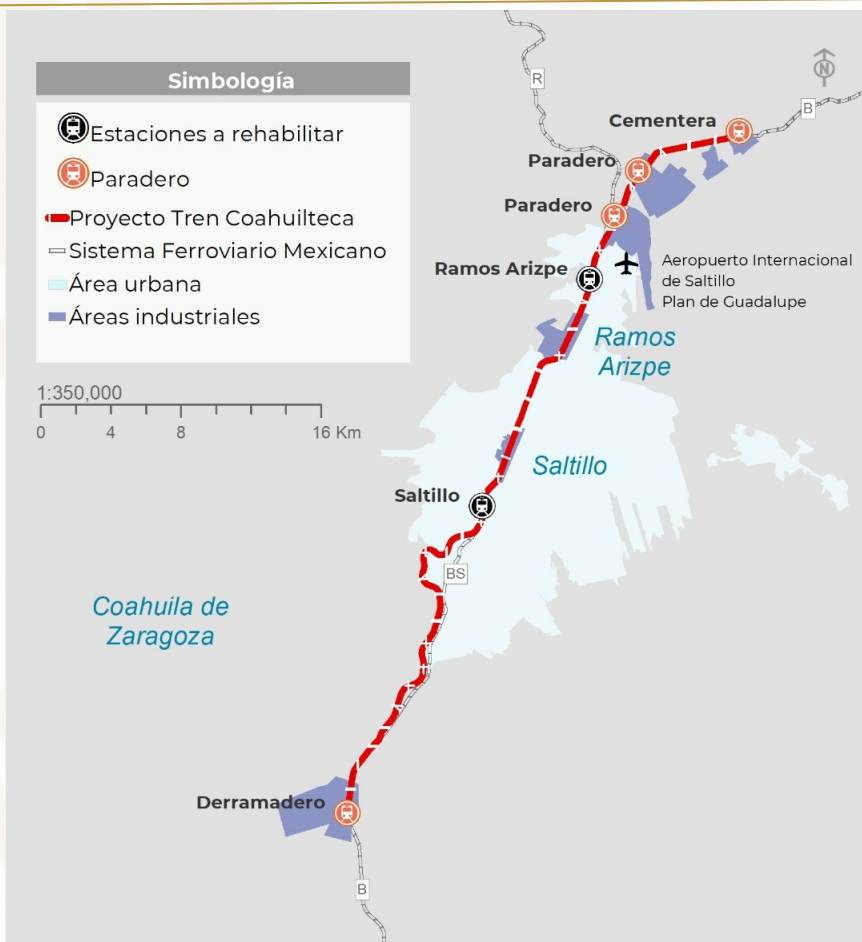 Simbología
Estaciones a rehabilitar
Paradero
Proyecto Tren Coahuilteca
Sistema Ferroviario Mexicano
Área urbana
Áreas industriales
1:350,000
0 4 8 16 Km
N
R
B
Cementera
Paradero
Paradero
Ramos Arizpe
Aeropuerto Internacional
de Saltillo
Plan de Guadalupe
Ramos
Arizpe
Saltillo
Saltillo
BS
Coahuila de
Zaragoza
Derramadero
B